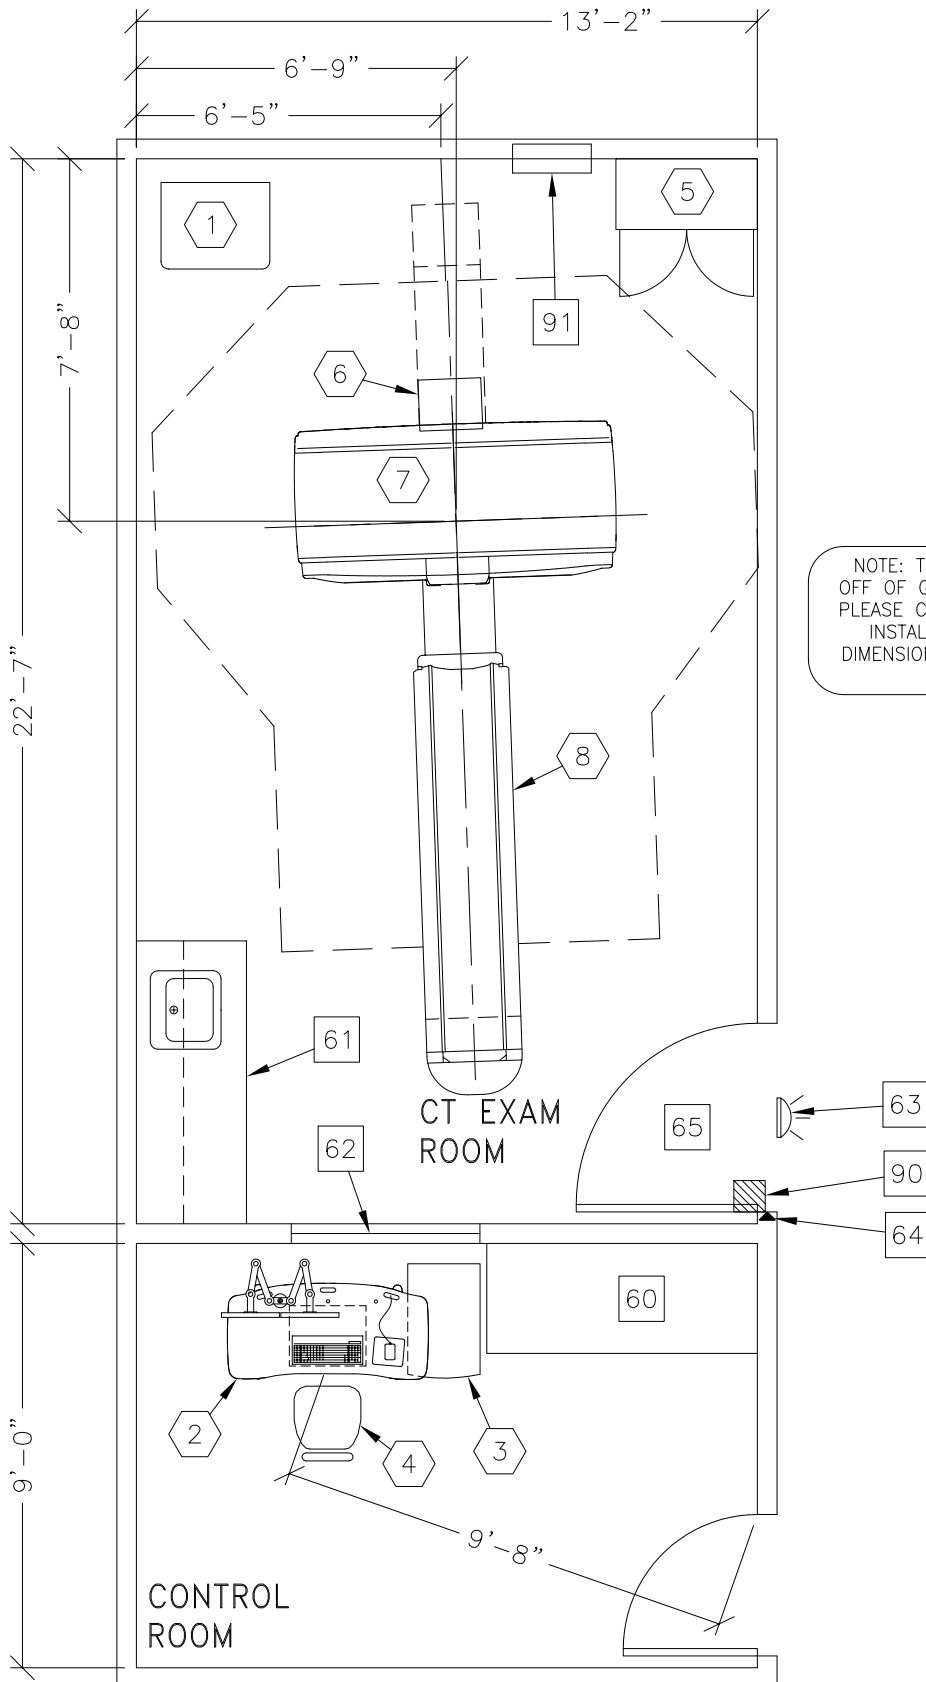 13'-2"
6'-9"
6'-5"
1
5
91
7'-8"
6
7
NOTE: T
OFF OF G
PLEASE C
INSTAL
DIMENSION
22'-7"
8
61
CT EXAM
ROOM
62
65
63
90
64
60
2
4
3
9'-0"
9'-8"
CONTROL
ROOM